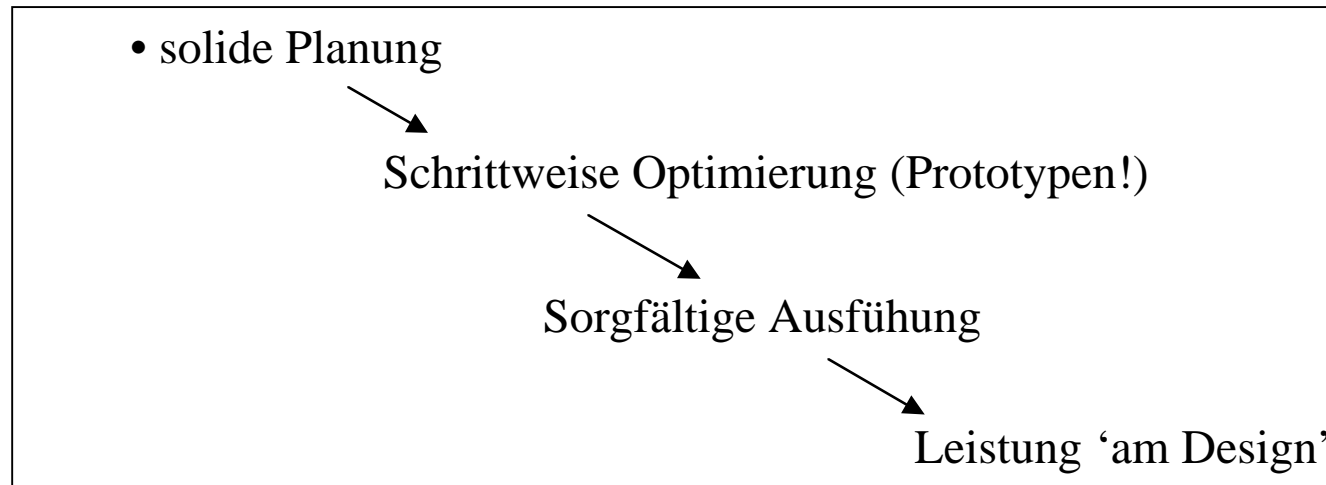 • solide Planung
Schrittweise Optimierung (Prototypen!)
Sorgfältige Ausfühung
Leistung ‘am Design’